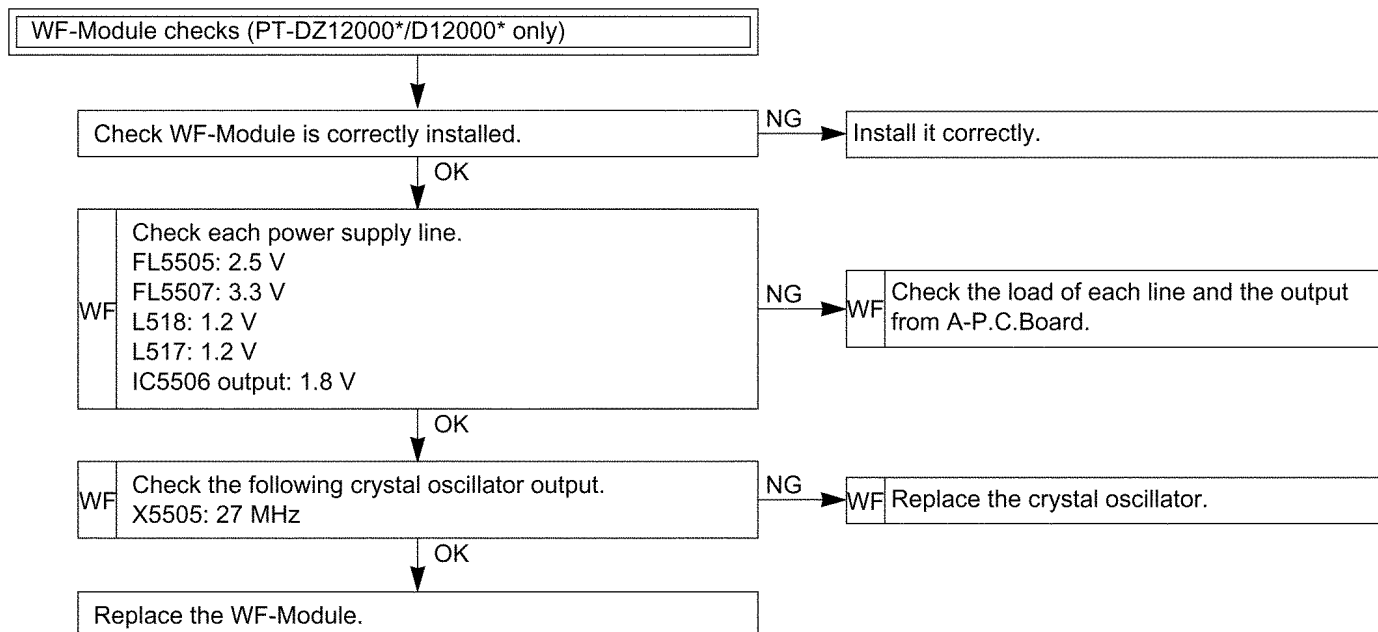 WF-Module checks (PT-DZ12000*/D12000* only)
Check WF-Module is correctly installed.
NG
Install it correctly.
OK
WF
Check each power supply line.
FL5505: 2.5 V
FL5507: 3.3 V
L518: 1.2 V
L517: 1.2 V
IC5506 output: 1.8 V
NG
WF
Check the load of each line and the output
from A-P.C.Board.
OK
WF
Check the following crystal oscillator output.
X5505: 27 MHz
NG
WF
Replace the crystal oscillator.
OK
Replace the WF-Module.